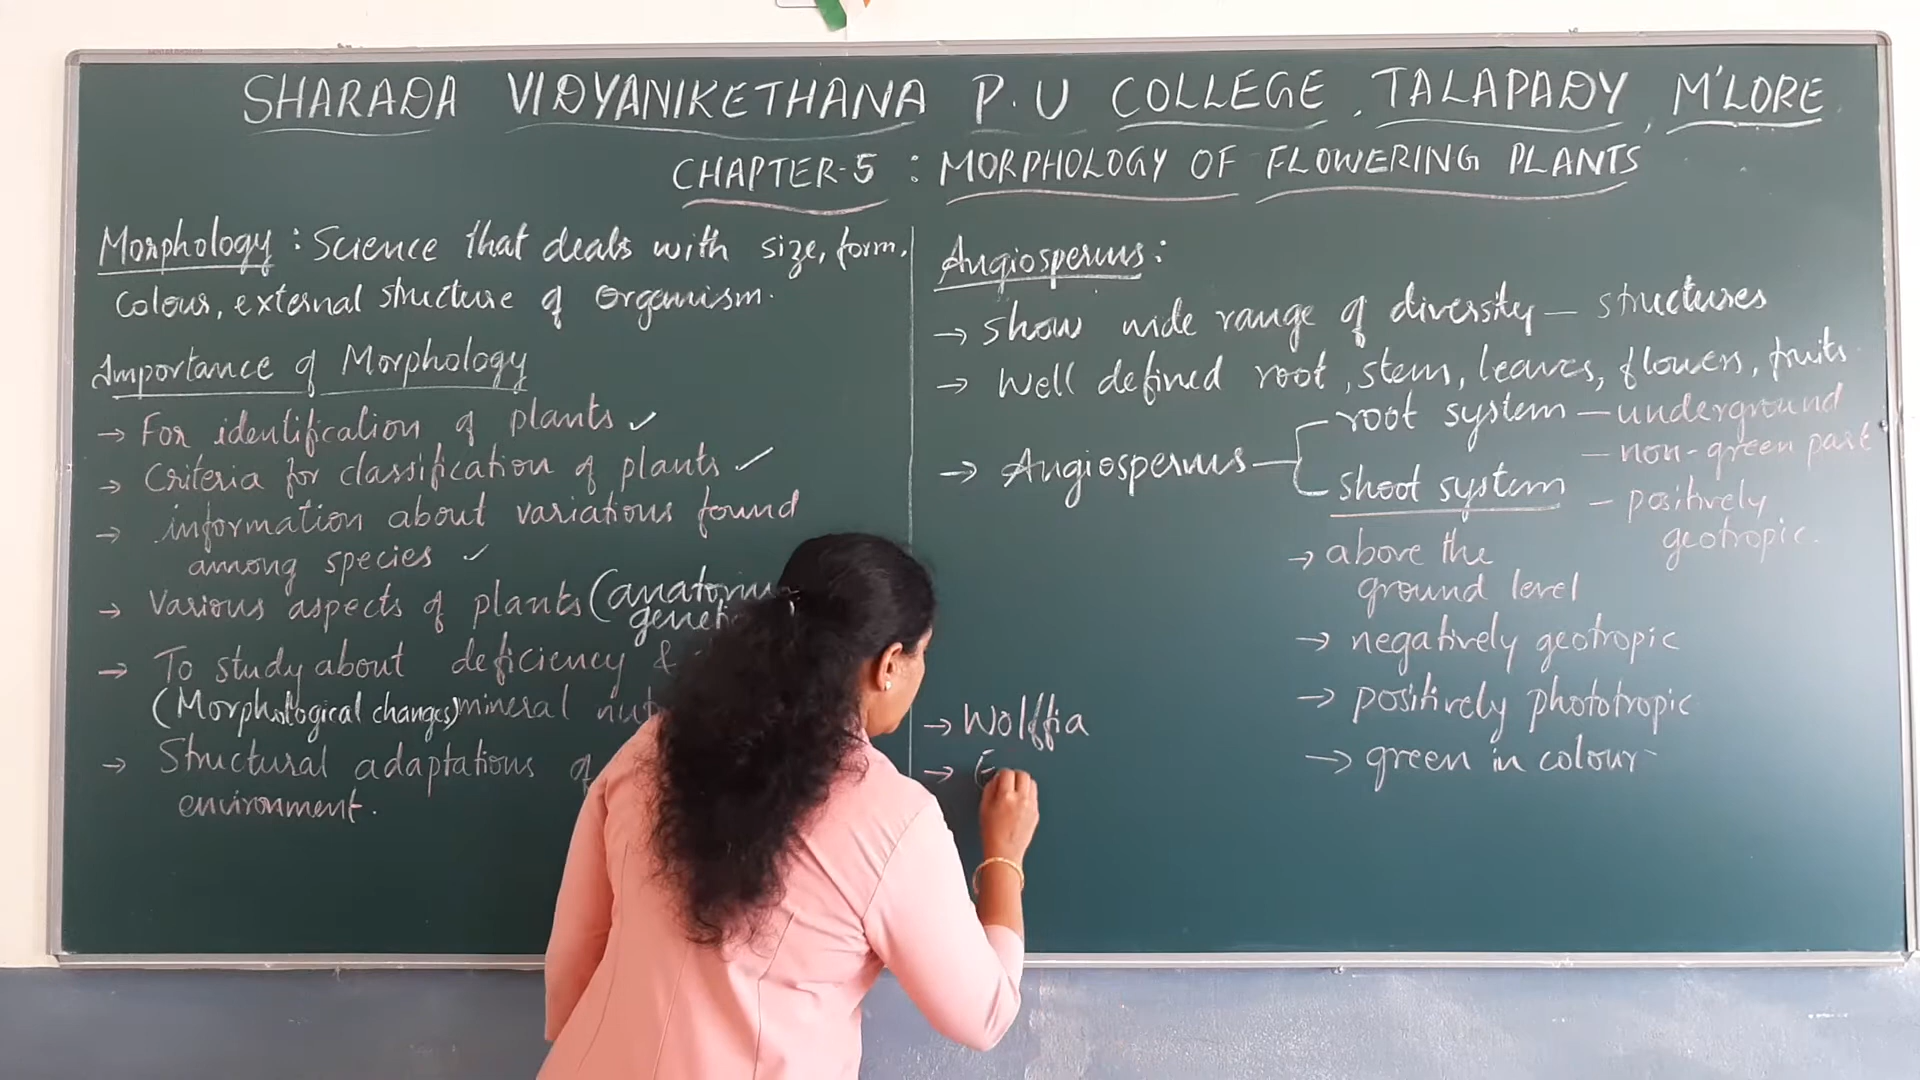 SHARADA VIDYANIKETHANA P.U COLLEGE, TALAPADY, M'LORE
CHAPTER-5 : MORPHOLOGY OF FLOWERING PLANTS
Morphology : Science that deals with size, form,
colour, external structure of organism.
Importance of Morphology
→ For identification of plants ✓
→ Criteria for classification of plants ✓
→ information about variations found
among species ✓
→ Various aspects of plants (anatomy
→ To study about deficiency &
(Morphological changes) mineral
→ Structural adaptations of
environment.
Angiosperms :
→ Show wide range of diversity — structures
→ Well defined root, stem, leaves, flowers, fruits
→ Angiosperms
root system — underground
— non-green part
shoot system
— positively
geotropic.
→ above the
ground level
→ negatively geotropic
→ positively phototropic
→ green in colour
→ Wolffia
→